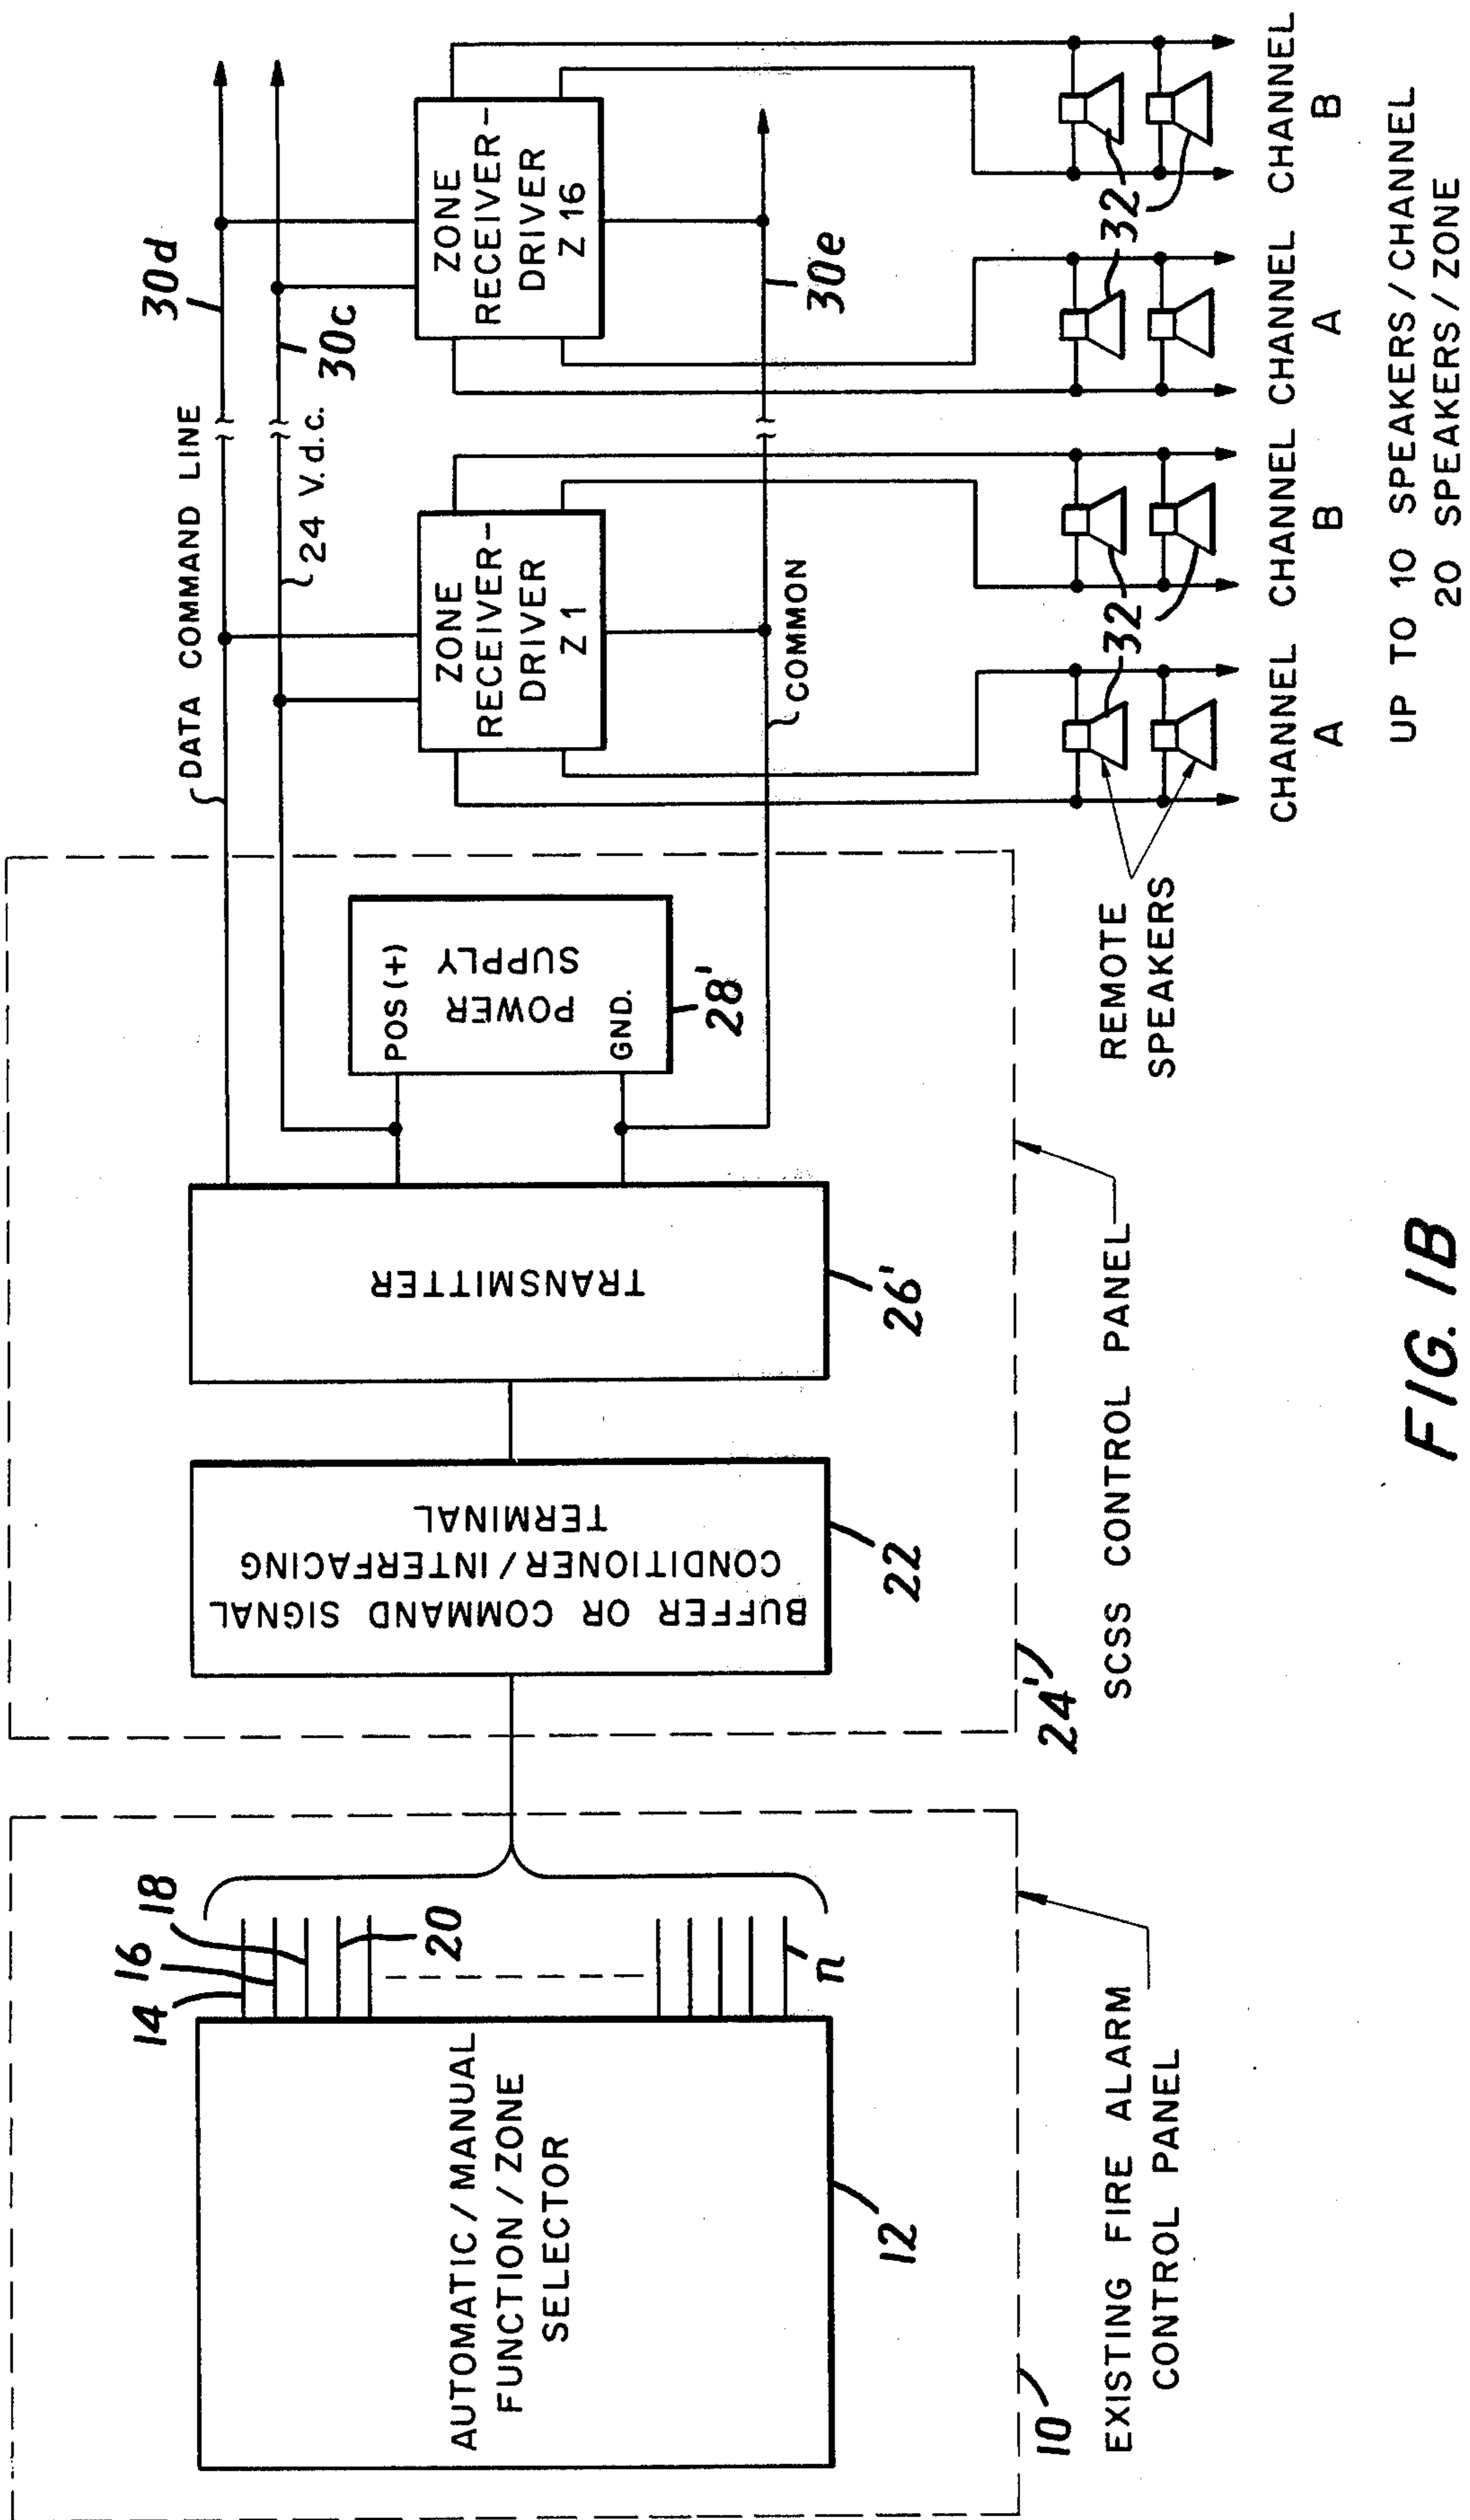 10
EXISTING FIRE ALARM
CONTROL PANEL
12
AUTOMATIC/MANUAL
FUNCTION/ZONE
SELECTOR
14
16
18
20
n
24'
SCSS CONTROL PANEL
22
BUFFER OR COMMAND SIGNAL
CONDITIONER/INTERFACING
TERMINAL
26'
TRANSMITTER
28'
POS(+)
POWER
SUPPLY
GND.
DATA COMMAND LINE
30d
24 V.d.c.
30c
COMMON
30e
ZONE
RECEIVER-
DRIVER
Z 1
ZONE
RECEIVER-
DRIVER
Z 16
REMOTE
SPEAKERS
32
32
32
CHANNEL
A
CHANNEL
B
CHANNEL
A
CHANNEL
B
UP TO 10 SPEAKERS/CHANNEL
20 SPEAKERS/ZONE
FIG. 1B